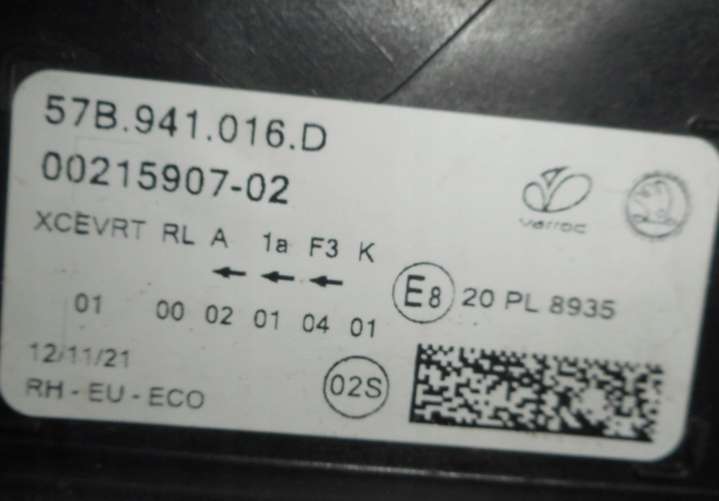 57B.941.016.D
00215907-02
varroc
XCEVRT RL A 1a F3 K
E8 20 PL 8935
01 00 02 01 04 01
12/11/21
RH - EU - ECO
02S